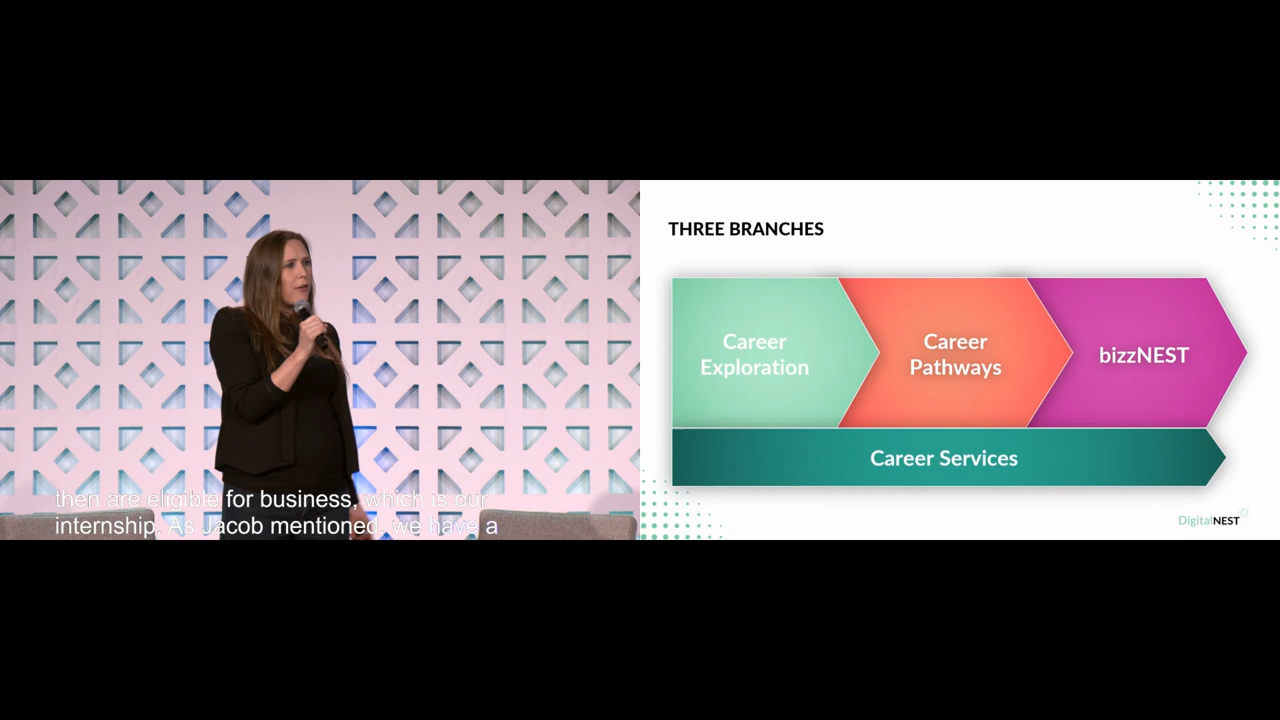 then are eligible for business, which is our
internship. As Jacob mentioned, we have a
THREE BRANCHES
Career
Exploration
Career
Pathways
bizzNEST
Career Services
DigitalNEST